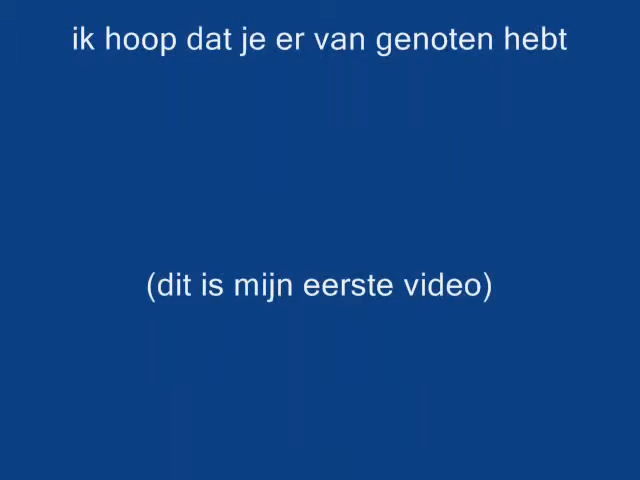 ik hoop dat je er van genoten hebt
(dit is mijn eerste video)